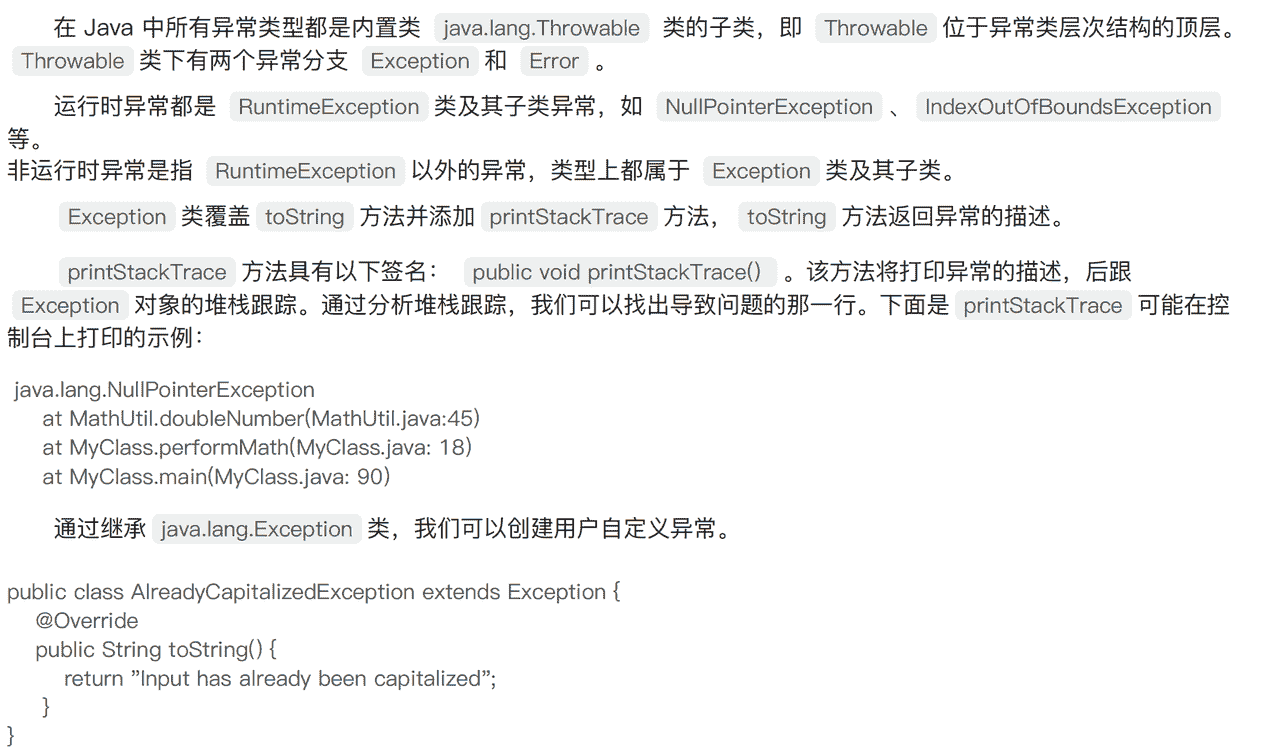 在 Java 中所有异常类型都是内置类 java.lang.Throwable 类的子类，即 Throwable 位于异常类层次结构的顶层。
Throwable 类下有两个异常分支 Exception 和 Error 。
运行时异常都是 RuntimeException 类及其子类异常，如 NullPointerException 、 IndexOutOfBoundsException
等。
非运行时异常是指 RuntimeException 以外的异常，类型上都属于 Exception 类及其子类。
Exception 类覆盖 toString 方法并添加 printStackTrace 方法， toString 方法返回异常的描述。
printStackTrace 方法具有以下签名： public void printStackTrace() 。该方法将打印异常的描述，后跟
Exception 对象的堆栈跟踪。通过分析堆栈跟踪，我们可以找出导致问题的那一行。下面是 printStackTrace 可能在控
制台上打印的示例：
java.lang.NullPointerException
at MathUtil.doubleNumber(MathUtil.java:45)
at MyClass.performMath(MyClass.java: 18)
at MyClass.main(MyClass.java: 90)
通过继承 java.lang.Exception 类，我们可以创建用户自定义异常。
public class AlreadyCapitalizedException extends Exception {
@Override
public String toString() {
return ”Input has already been capitalized”;
}
}